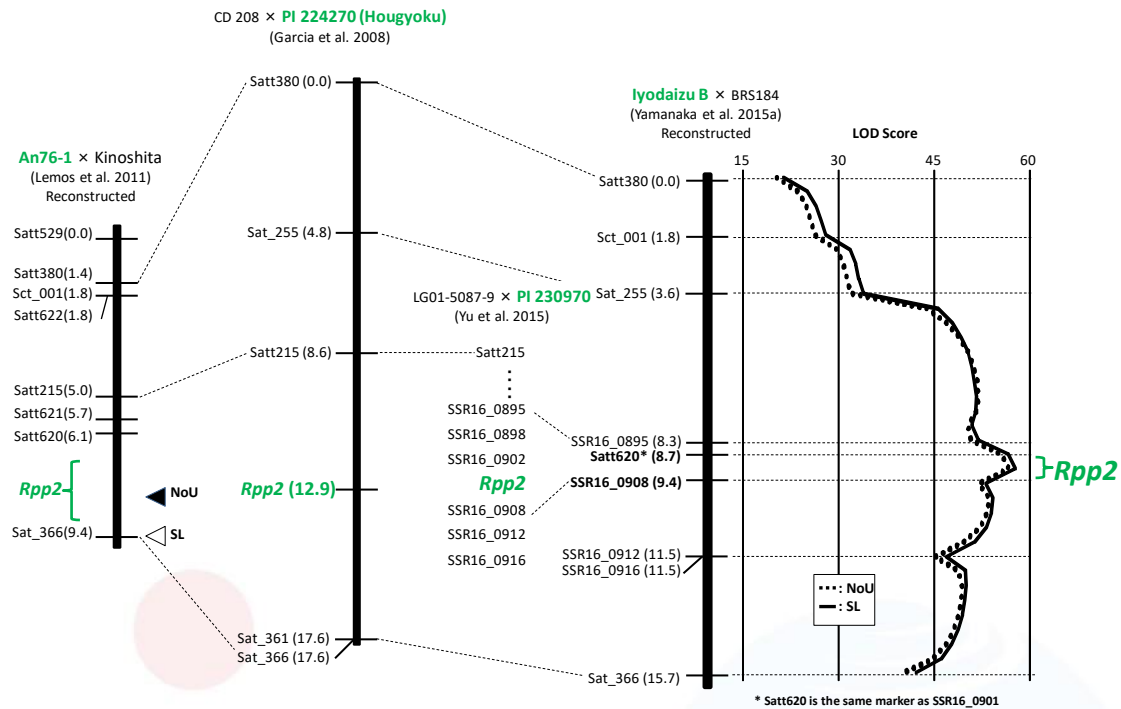 CD 208 × PI 224270 (Hougyoku)
(Garcia et al. 2008)
Satt380 (0.0)
Sat_255 (4.8)
Satt215 (8.6)
Rpp2 (12.9)
Sat_361 (17.6)
Sat_366 (17.6)
An76-1 × Kinoshita
(Lemos et al. 2011)
Reconstructed
Satt529(0.0)
Satt380(1.4)
Sct_001(1.8)
Satt622(1.8)
Satt215(5.0)
Satt621(5.7)
Satt620(6.1)
Rpp2
NoU
Sat_366(9.4)
SL
LG01-5087-9 × PI 230970
(Yu et al. 2015)
Satt215
SSR16_0895
SSR16_0898
SSR16_0902
Rpp2
SSR16_0908
SSR16_0912
SSR16_0916
Iyodaizu B × BRS184
(Yamanaka et al. 2015a)
Reconstructed
Satt380 (0.0)
Sct_001 (1.8)
Sat_255 (3.6)
SSR16_0895 (8.3)
Satt620* (8.7)
SSR16_0908 (9.4)
SSR16_0912 (11.5)
SSR16_0916 (11.5)
Sat_366 (15.7)
LOD Score
15 30 45 60
Rpp2
: NoU
: SL
* Satt620 is the same marker as SSR16_0901